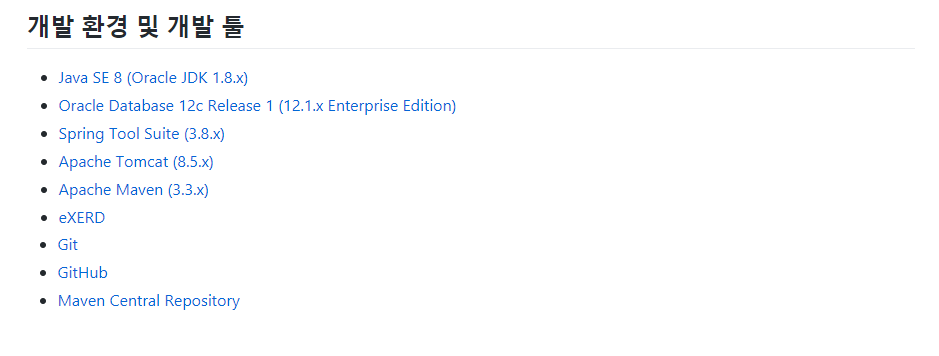 개발 환경 및 개발 툴
Java SE 8 (Oracle JDK 1.8.x)
Oracle Database 12c Release 1 (12.1.x Enterprise Edition)
Spring Tool Suite (3.8.x)
Apache Tomcat (8.5.x)
Apache Maven (3.3.x)
eXERD
Git
GitHub
Maven Central Repository